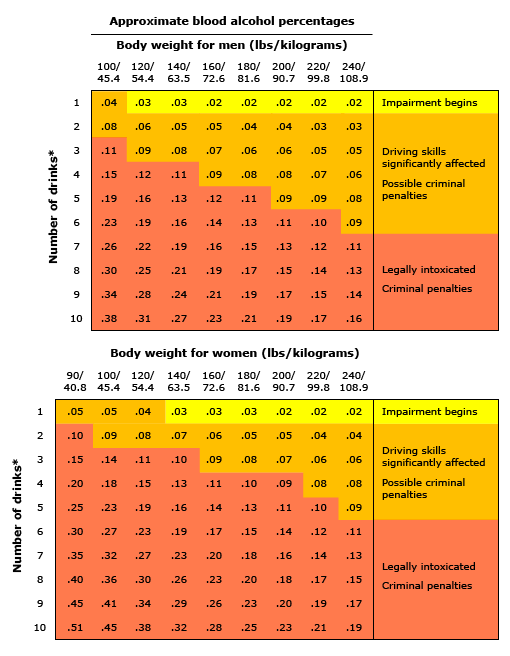 Approximate blood alcohol percentages
Body weight for men (lbs/kilograms)
100/ 120/ 140/ 160/ 180/ 200/ 220/ 240/
45.4 54.4 63.5 72.6 81.6 90.7 99.8 108.9
Number of drinks*
1 .04 .03 .03 .02 .02 .02 .02 .02 Impairment begins
2 .08 .06 .05 .05 .04 .04 .03 .03
3 .11 .09 .08 .07 .06 .06 .05 .05 Driving skills
significantly affected
4 .15 .12 .11 .09 .08 .08 .07 .06 Possible criminal
penalties
5 .19 .16 .13 .12 .11 .09 .09 .08
6 .23 .19 .16 .14 .13 .11 .10 .09
7 .26 .22 .19 .16 .15 .13 .12 .11
8 .30 .25 .21 .19 .17 .15 .14 .13 Legally intoxicated
Criminal penalties
9 .34 .28 .24 .21 .19 .17 .15 .14
10 .38 .31 .27 .23 .21 .19 .17 .16
Body weight for women (lbs/kilograms)
90/ 100/ 120/ 140/ 160/ 180/ 200/ 220/ 240/
40.8 45.4 54.4 63.5 72.6 81.6 90.7 99.8 108.9
Number of drinks*
1 .05 .05 .04 .03 .03 .03 .02 .02 .02 Impairment begins
2 .10 .09 .08 .07 .06 .05 .05 .04 .04
3 .15 .14 .11 .10 .09 .08 .07 .06 .06 Driving skills
significantly affected
4 .20 .18 .15 .13 .11 .10 .09 .08 .08 Possible criminal
penalties
5 .25 .23 .19 .16 .14 .13 .11 .10 .09
6 .30 .27 .23 .19 .17 .15 .14 .12 .11
7 .35 .32 .27 .23 .20 .18 .16 .14 .13
8 .40 .36 .30 .26 .23 .20 .18 .17 .15 Legally intoxicated
Criminal penalties
9 .45 .41 .34 .29 .26 .23 .20 .19 .17
10 .51 .45 .38 .32 .28 .25 .23 .21 .19